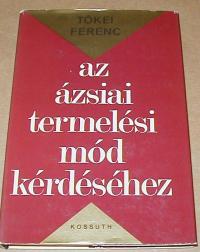 TŐKEI
FERENC
az
ázsiai
termelési
mód
kérdéséhez
KOSSUTH